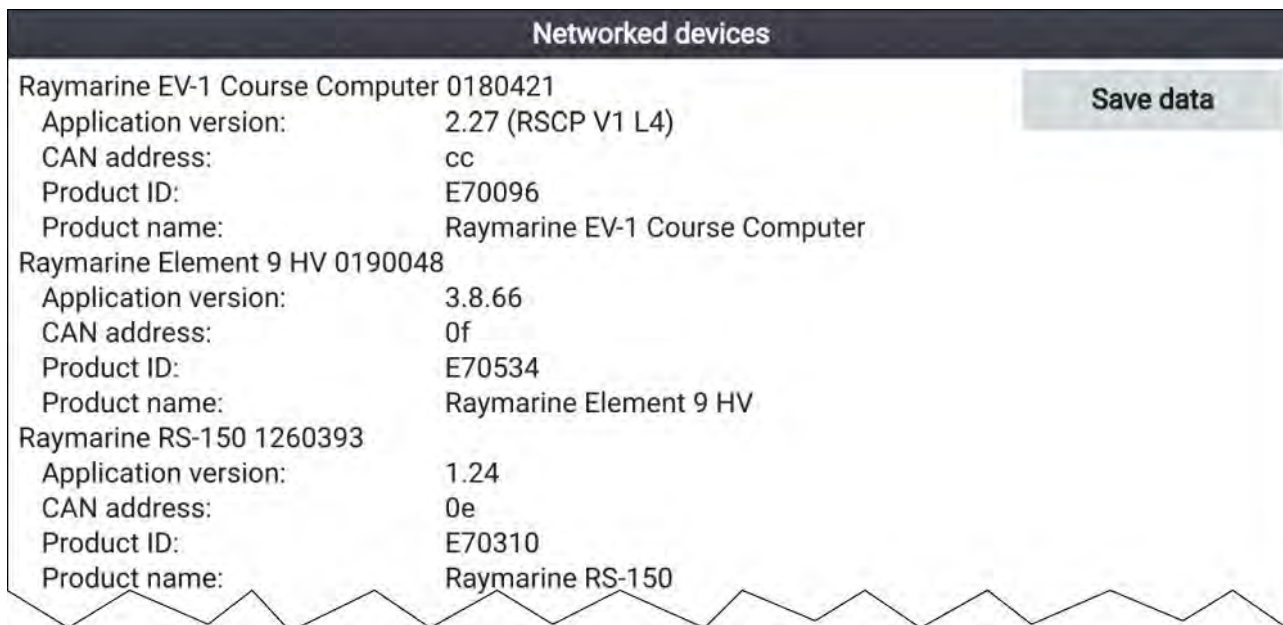 Networked devices
Raymarine EV-1 Course Computer 0180421
Save data
Application version: 2.27 (RSCP V1 L4)
CAN address: cc
Product ID: E70096
Product name: Raymarine EV-1 Course Computer
Raymarine Element 9 HV 0190048
Application version: 3.8.66
CAN address: 0f
Product ID: E70534
Product name: Raymarine Element 9 HV
Raymarine RS-150 1260393
Application version: 1.24
CAN address: 0e
Product ID: E70310
Product name: Raymarine RS-150